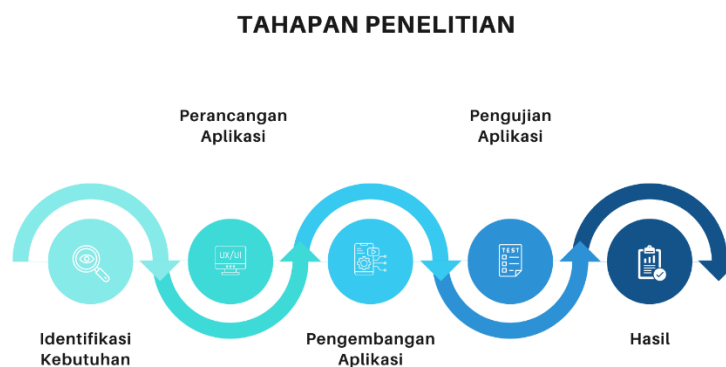 TAHAPAN PENELITIAN
Perancangan
Aplikasi
Pengujian
Aplikasi
UX/UI
TEST
Identifikasi
Kebutuhan
Pengembangan
Aplikasi
Hasil